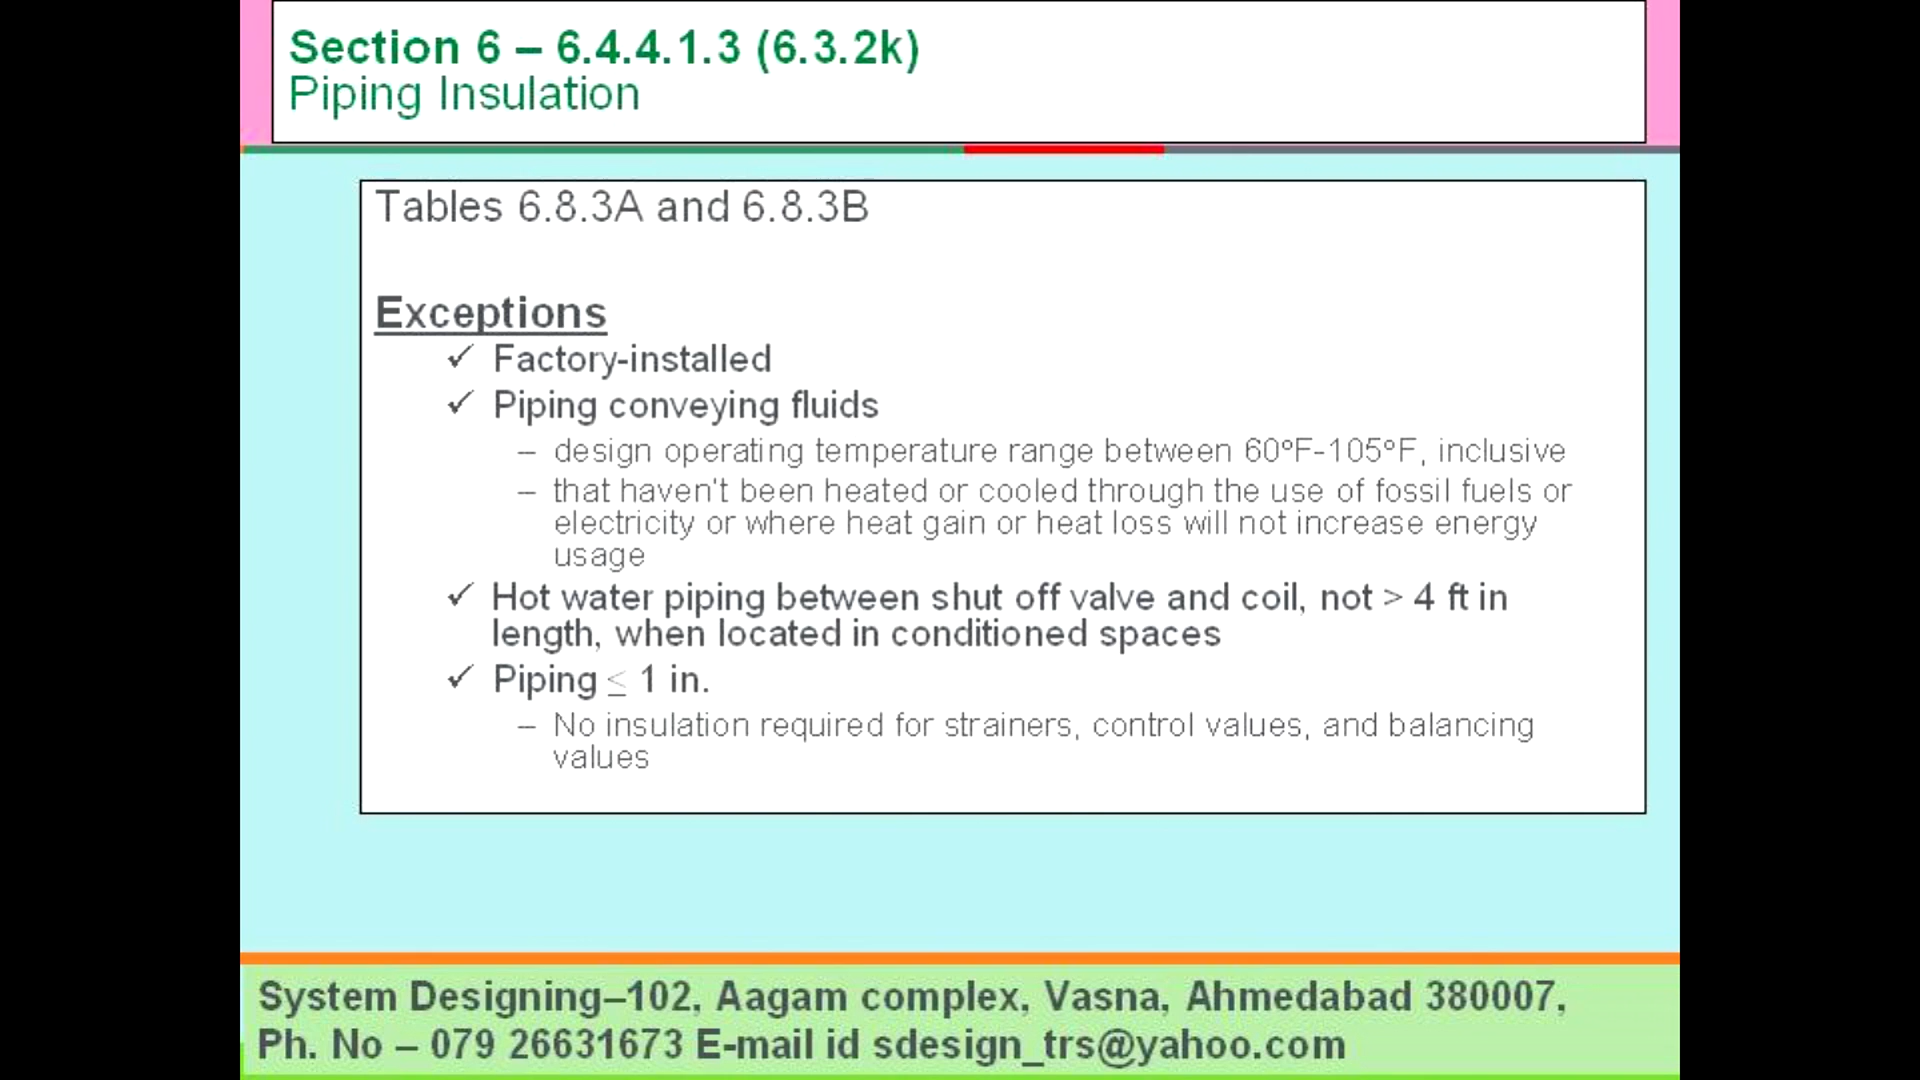 Section 6 – 6.4.4.1.3 (6.3.2k)
Piping Insulation
Tables 6.8.3A and 6.8.3B
Exceptions
✓ Factory-installed
✓ Piping conveying fluids
– design operating temperature range between 60ºF-105ºF, inclusive
– that haven't been heated or cooled through the use of fossil fuels or
electricity or where heat gain or heat loss will not increase energy
usage
✓ Hot water piping between shut off valve and coil, not > 4 ft in
length, when located in conditioned spaces
✓ Piping ≤ 1 in.
– No insulation required for strainers, control values, and balancing
values
System Designing–102, Aagam complex, Vasna, Ahmedabad 380007,
Ph. No – 079 26631673 E-mail id sdesign_trs@yahoo.com